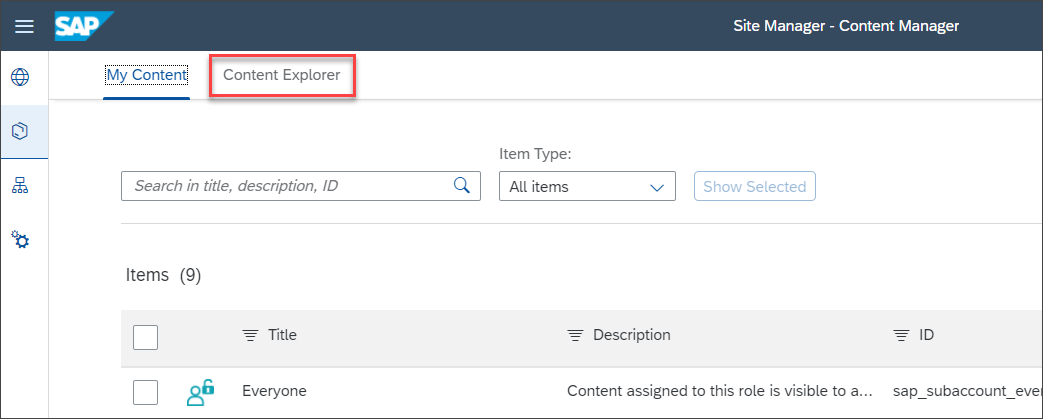 SAP
Site Manager - Content Manager
My Content
Content Explorer
Item Type:
Search in title, description, ID
All items
Show Selected
Items (9)
Title
Description
ID
Everyone
Content assigned to this role is visible to a...
sap_subaccount_eve